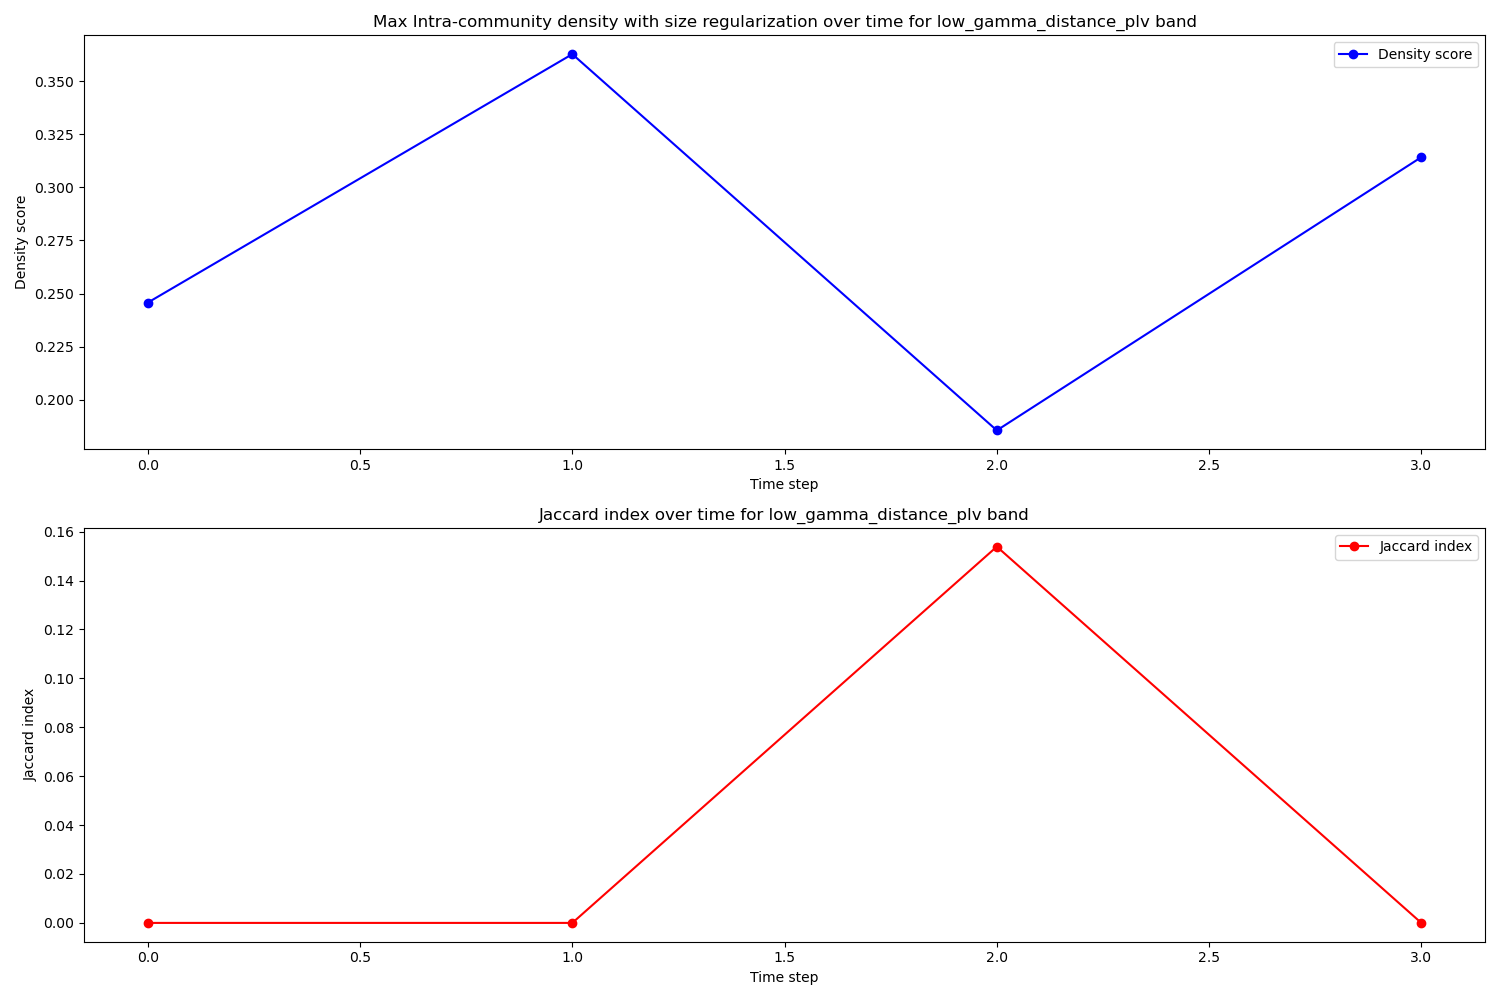 Max Intra-community density with size regularization over time for low_gamma_distance_plv band
Density score
0.350
0.325
0.300
0.275
0.250
0.225
0.200
Density score
0.0 0.5 1.0 1.5 2.0 2.5 3.0
Time step
Jaccard index over time for low_gamma_distance_plv band
Jaccard index
0.16
0.14
0.12
0.10
0.08
0.06
0.04
0.02
0.00
Jaccard index
0.0 0.5 1.0 1.5 2.0 2.5 3.0
Time step